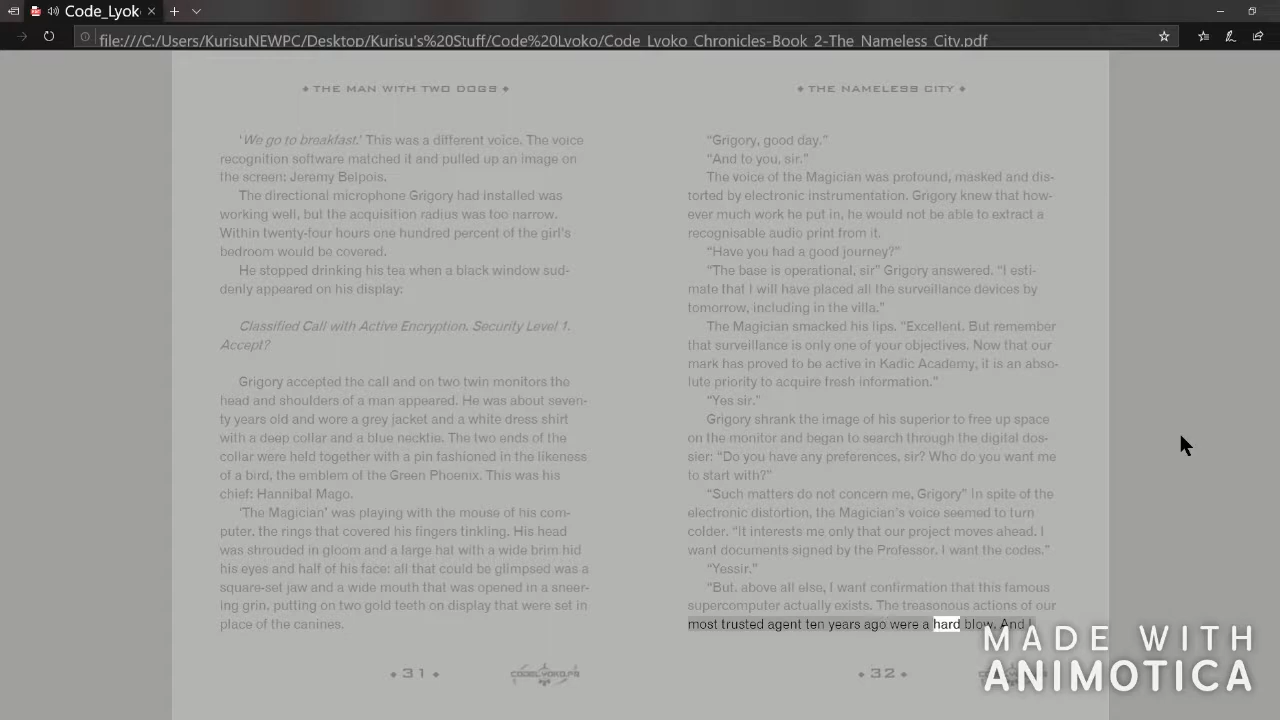 Code_Lyok
file:///C:/Users/KurisuNEWPC/Desktop/Kurisu's%20Stuff/Code%20Lyoko/Code_Lyoko_Chronicles-Book_2-The_Nameless_City.pdf
THE MAN WITH TWO DOGS
'We go to breakfast.' This was a different voice. The voice
recognition software matched it and pulled up an image on
the screen: Jeremy Belpois.
The directional microphone Grigory had installed was
working well, but the acquisition radius was too narrow.
Within twenty-four hours one hundred percent of the girl's
bedroom would be covered.
He stopped drinking his tea when a black window sud-
denly appeared on his display:
Classified Call with Active Encryption. Security Level 1.
Accept?
Grigory accepted the call and on two twin monitors the
head and shoulders of a man appeared. He was about seven-
ty years old and wore a grey jacket and a white dress shirt
with a deep collar and a blue necktie. The two ends of the
collar were held together with a pin fashioned in the likeness
of a bird, the emblem of the Green Phoenix. This was his
chief: Hannibal Mago.
'The Magician' was playing with the mouse of his com-
puter, the rings that covered his fingers tinkling. His head
was shrouded in gloom and a large hat with a wide brim hid
his eyes and half of his face: all that could be glimpsed was a
square-set jaw and a wide mouth that was opened in a sneer-
ing grin, putting on two gold teeth on display that were set in
place of the canines.
31
CODELYOKO.FR
THE NAMELESS CITY
"Grigory, good day."
"And to you, sir."
The voice of the Magician was profound, masked and dis-
torted by electronic instrumentation. Grigory knew that how-
ever much work he put in, he would not be able to extract a
recognisable audio print from it.
"Have you had a good journey?"
"The base is operational, sir" Grigory answered. "I esti-
mate that I will have placed all the surveillance devices by
tomorrow, including in the villa."
The Magician smacked his lips. "Excellent. But remember
that surveillance is only one of your objectives. Now that our
mark has proved to be active in Kadic Academy, it is an abso-
lute priority to acquire fresh information."
"Yes sir."
Grigory shrank the image of his superior to free up space
on the monitor and began to search through the digital dos-
sier: "Do you have any preferences, sir? Who do you want me
to start with?"
"Such matters do not concern me, Grigory" In spite of the
electronic distortion, the Magician's voice seemed to turn
colder. "It interests me only that our project moves ahead. I
want documents signed by the Professor. I want the codes."
"Yessir."
"But, above all else, I want confirmation that this famous
supercomputer actually exists. The treasonous actions of our
most trusted agent ten years ago were a hard blow. And I
32
MADE WITH
ANIMOTICA